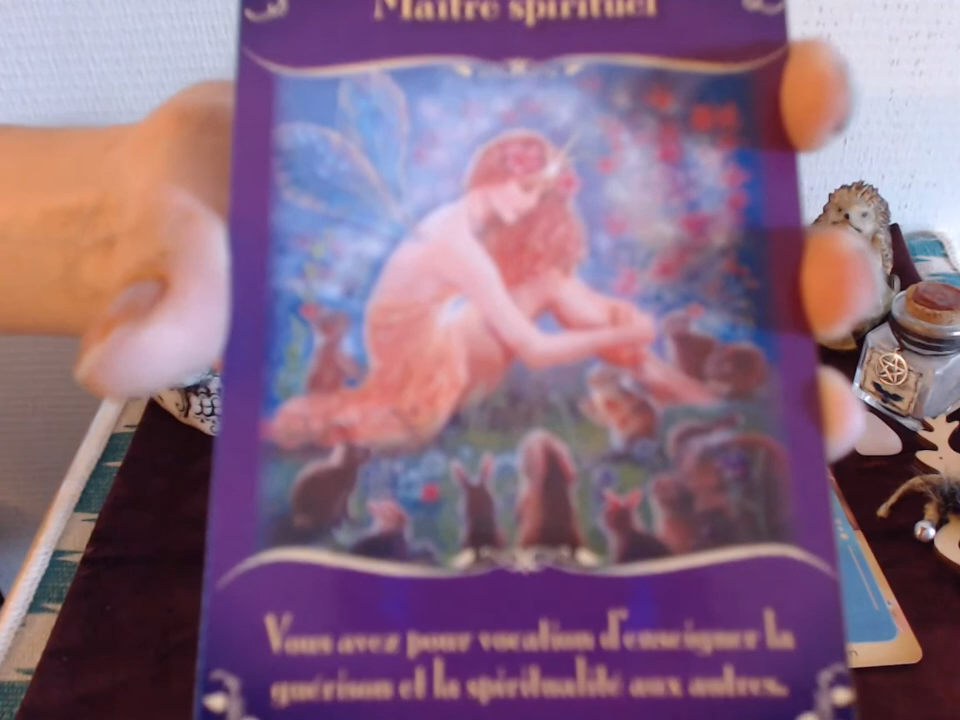 Maître spirituel
Vous avez pour vocation d'enseigner la
guérison et la spiritualité aux autres.